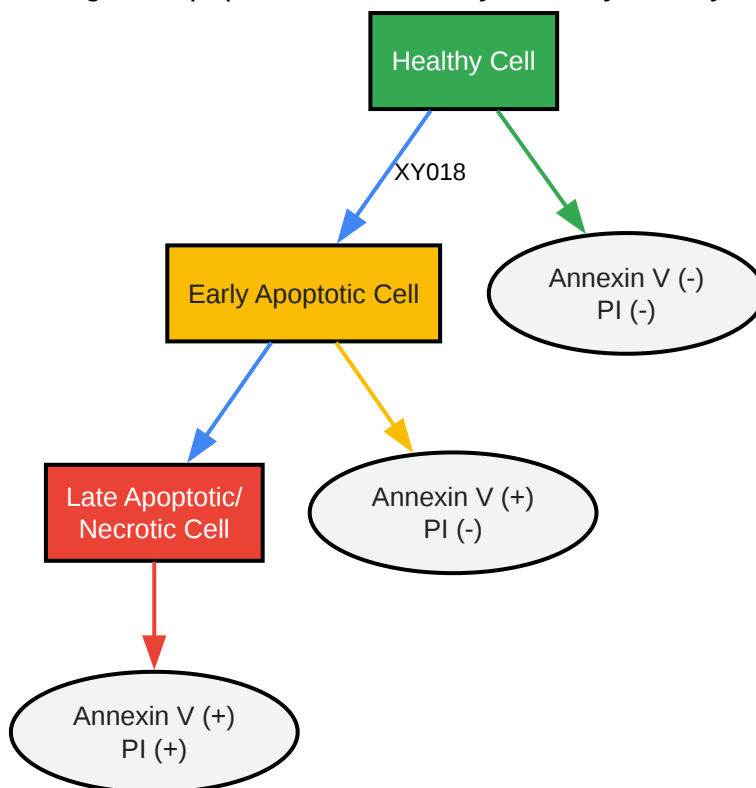 Healthy Cell
XY018
Early Apoptotic Cell
Annexin V (-)
PI (-)
Late Apoptotic/
Necrotic Cell
Annexin V (+)
PI (-)
Annexin V (+)
PI (+)